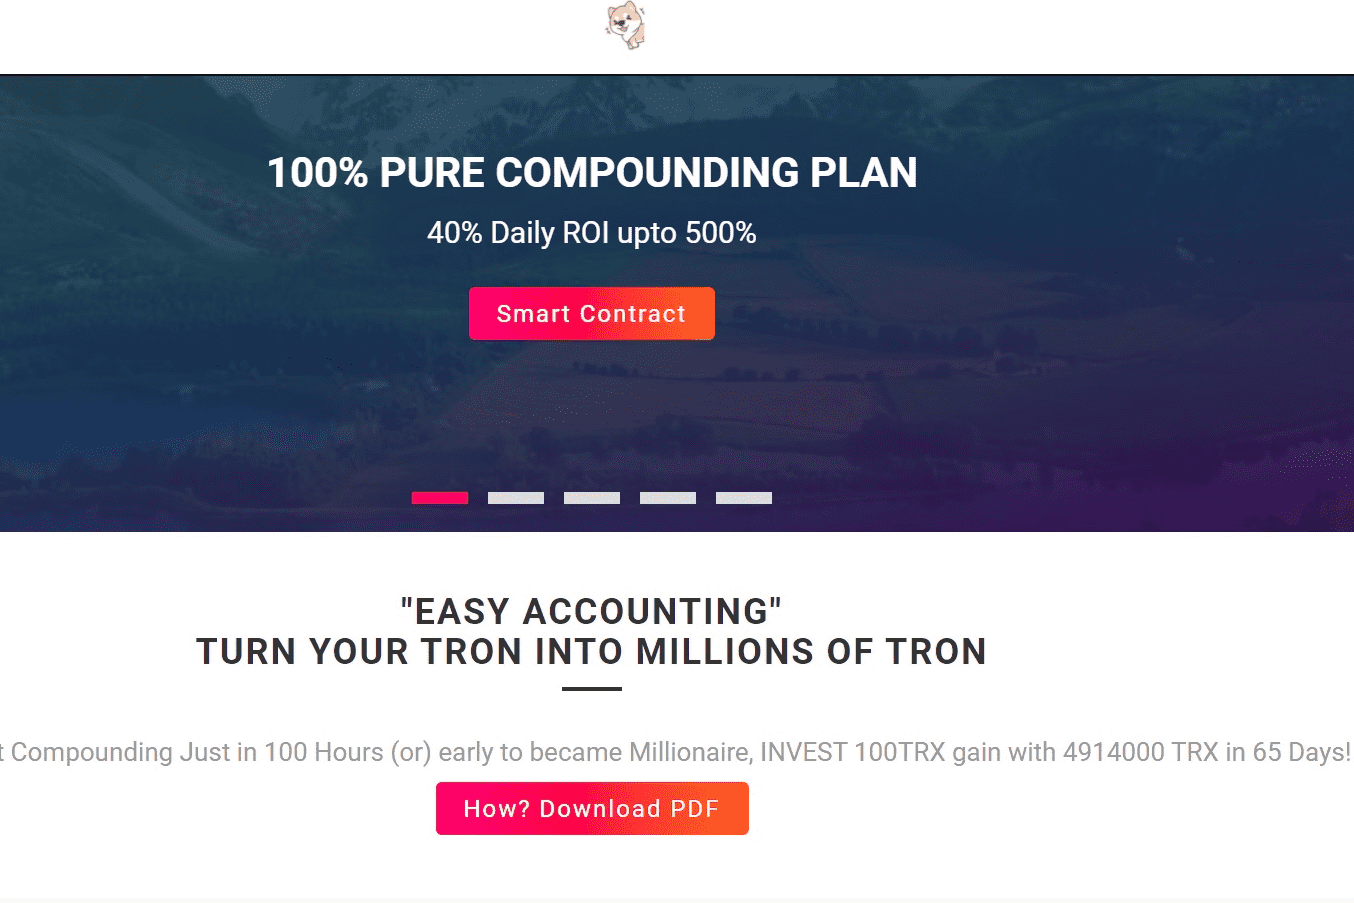 100% PURE COMPOUNDING PLAN
40% Daily ROI upto 500%
Smart Contract
"EASY ACCOUNTING"
TURN YOUR TRON INTO MILLIONS OF TRON
t Compounding Just in 100 Hours (or) early to became Millionaire, INVEST 100TRX gain with 4914000 TRX in 65 Days!
How? Download PDF